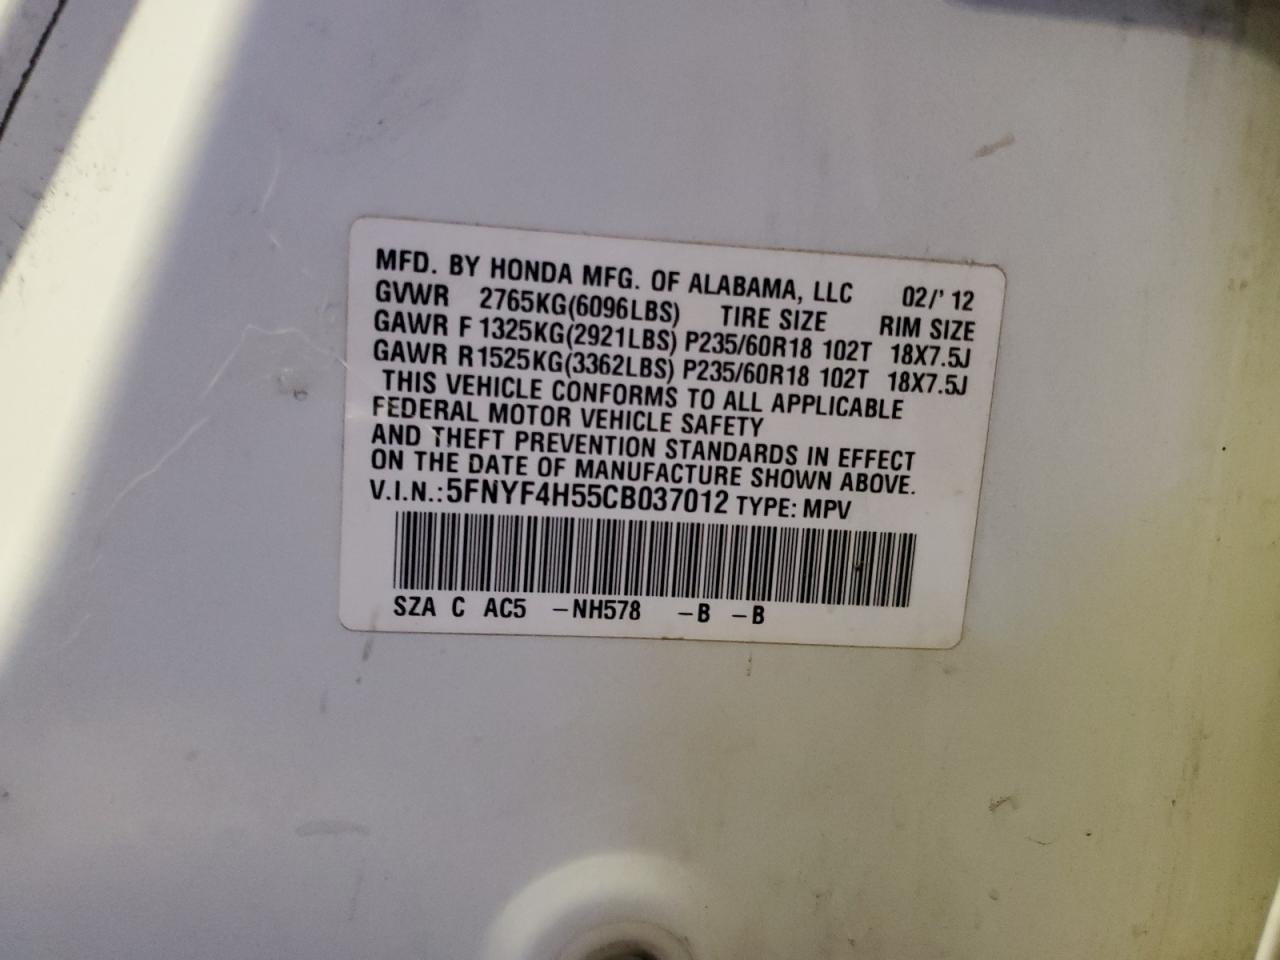 MFD. BY HONDA MFG. OF ALABAMA, LLC 02/' 12
GVWR 2765KG(6096LBS) TIRE SIZE RIM SIZE
GAWR F 1325KG(2921LBS) P235/60R18 102T 18X7.5J
GAWR R1525KG(3362LBS) P235/60R18 102T 18X7.5J
THIS VEHICLE CONFORMS TO ALL APPLICABLE
FEDERAL MOTOR VEHICLE SAFETY
AND THEFT PREVENTION STANDARDS IN EFFECT
ON THE DATE OF MANUFACTURE SHOWN ABOVE.
V.I.N.:5FNYF4H55CB037012 TYPE: MPV
SZA C AC5 –NH578 –B –B